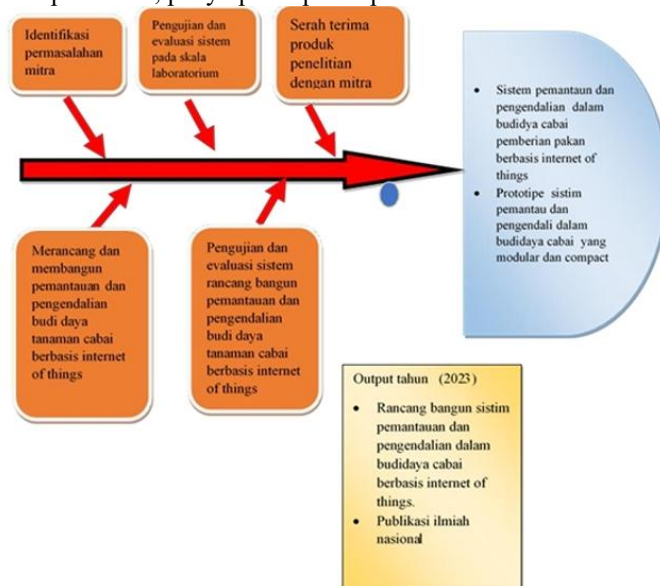 Identifikasi
permasalahan
mitra
Pengujian dan
evaluasi sistem
pada skala
laboratorium
Serah terima
produk
penelitian
dengan mitra
Merancang dan
membangun
pemantauan dan
pengendalian
budi daya
tanaman cabai
berbasis internet
of things
Pengujian dan
evaluasi sistem
rancang bangun
pemantauan dan
pengendalian
budi daya
tanaman cabai
berbasis internet
of things
• Sistem pemantaun dan
pengendalian dalam
budidya cabai
pemberian pakan
berbasis internet of
things
• Prototipe sistim
pemantau dan
pengendali dalam
budidaya cabai yang
modular dan compact
Output tahun (2023)
• Rancang bangun sistim
pemantauan dan
pengendalian dalam
budidaya cabai
berbasis internet of
things.
• Publikasi ilmiah
nasional